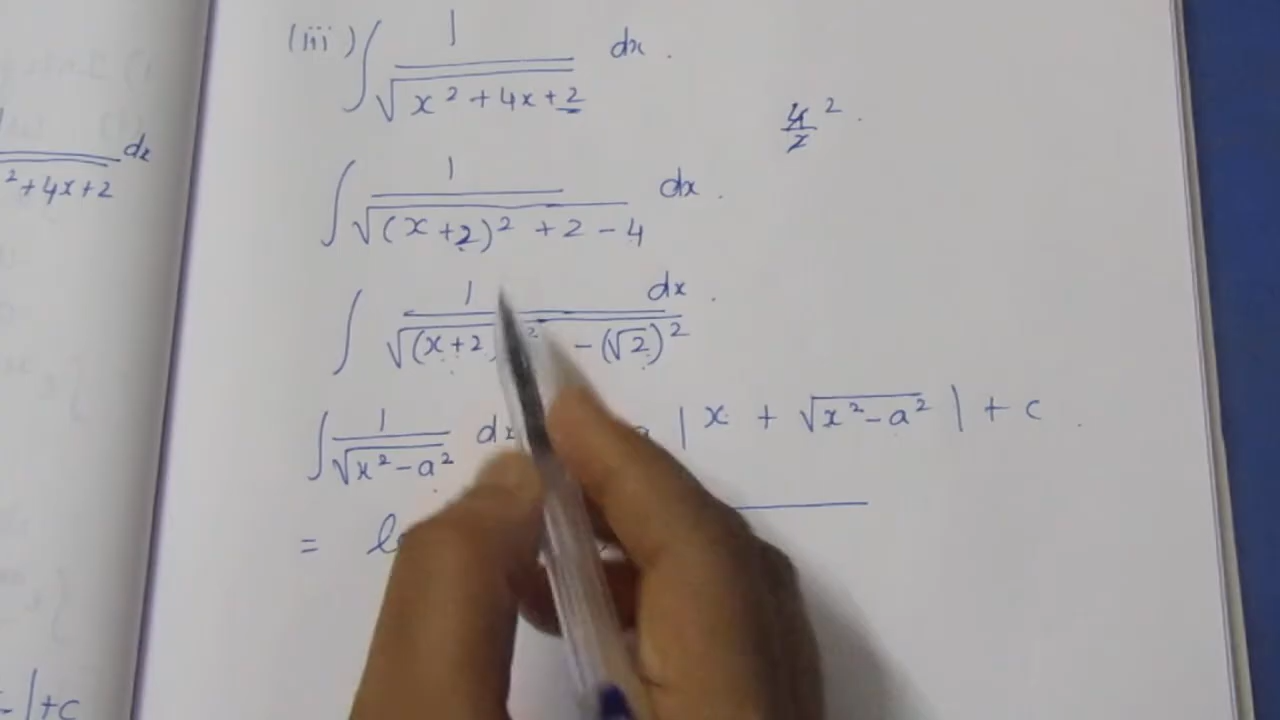 dx
²+4x+2
(iii) ∫ 1/√(x²+4x+2) dx.
4/2 ²
∫ 1/√((x+2)²+2-4) dx.
∫ 1/√((x+2)²-(√2)²) dx.
∫ 1/√(x²-a²) dx | x + √(x²-a²) | + c
=
|+c